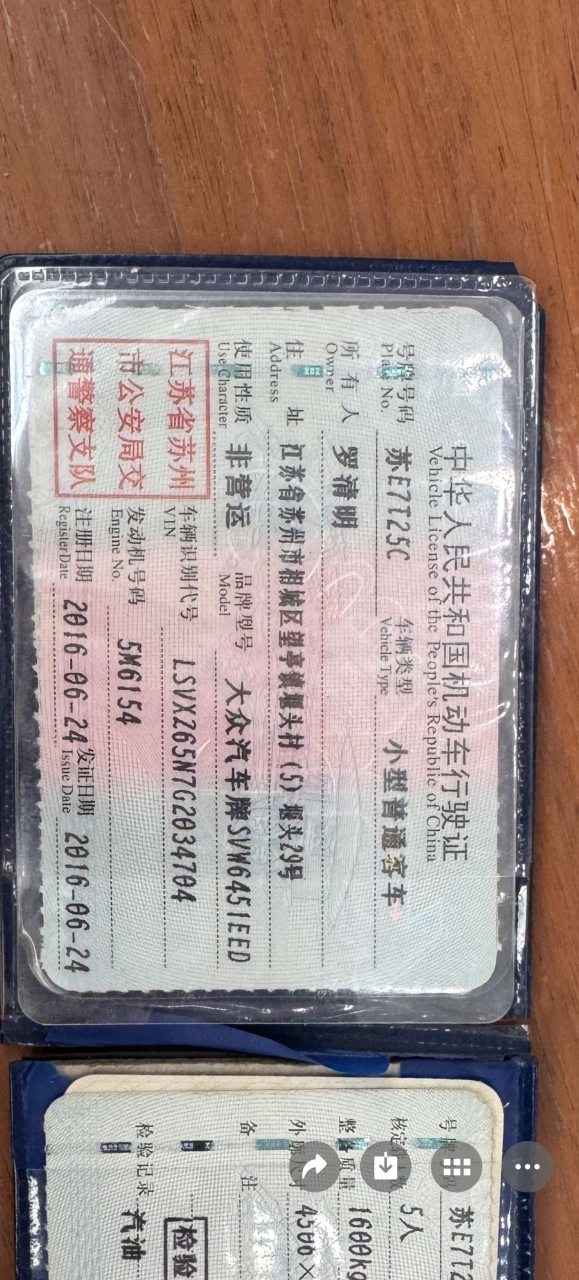 中华人民共和国机动车行驶证
Vehicle License of the People's Republic of China
号牌号码 苏E7T25C 车辆类型 小型普通客车
Plate No. Vehicle Type
所有人 罗清明
Owner
住址 江苏省苏州市相城区望亭镇堰头村(5)堰头29号
Address
使用性质 非营运 品牌型号 大众汽车牌SVW6451EED
Use Character Model
江苏省苏州
市公安局交
通警察支队
车辆识别代号 LSVXZ65N7G2034704
VIN
发动机号码 5M6154
Engine No.
注册日期 2016-06-24 发证日期 2016-06-24
Register Date Issue Date
号牌 苏E7T2
核定 5人
整 质量 1600kg
外廓 4506×
备 注
检验
检验记录 汽油